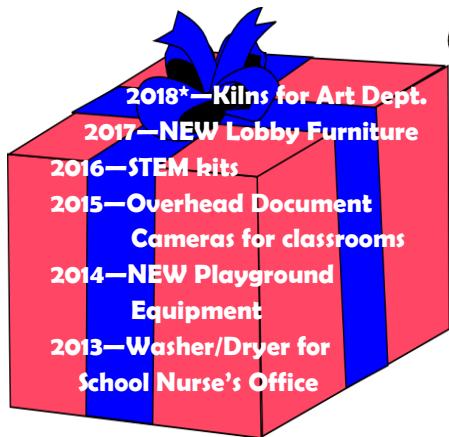 2018*—Kilns for Art Dept.
2017—NEW Lobby Furniture
2016—STEM kits
2015—Overhead Document
Cameras for classrooms
2014—NEW Playground
Equipment
2013—Washer/Dryer for
School Nurse's Office